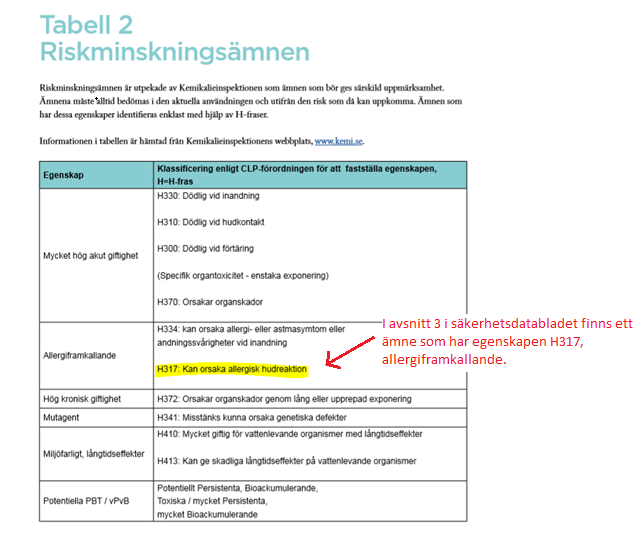 Tabell 2
Riskminskningsämnen
Riskminskningsämnen är utpekade av Kemikalieinspektionen som ämnen som bör ges särskild uppmärksamhet.
Ämnena måste alltid bedömas i den aktuella användningen och utifrån den risk som då kan uppkomma. Ämnen som
har dessa egenskaper identifieras enklast med hjälp av H-fraser.
Informationen i tabellen är hämtad från Kemikalieinspektionens webbplats, www.kemi.se.
Egenskap
Klassificering enligt CLP-förordningen för att fastställa egenskapen,
H=H-fras
Mycket hög akut giftighet
H330: Dödlig vid inandning
H310: Dödlig vid hudkontakt
H300: Dödlig vid förtäring
(Specifik organtoxicitet - enstaka exponering)
H370: Orsakar organskador
Allergiframkallande
H334: kan orsaka allergi- eller astmasymtom eller
andningssvårigheter vid inandning
H317: Kan orsaka allergisk hudreaktion
I avsnitt 3 i säkerhetsdatabladet finns ett
ämne som har egenskapen H317,
allergiframkallande.
Hög kronisk giftighet
H372: Orsakar organskador genom lång eller upprepad exponering
Mutagent
H341: Misstänks kunna orsaka genetiska defekter
Miljöfarligt, långtidseffekter
H410: Mycket giftig för vattenlevande organismer med långtidseffekter
H413: Kan ge skadliga långtidseffekter på vattenlevande organismer
Potentiella PBT / vPvB
Potentiellt Persistenta, Bioackumulerande,
Toxiska / mycket Persistenta,
mycket Bioackumulerande